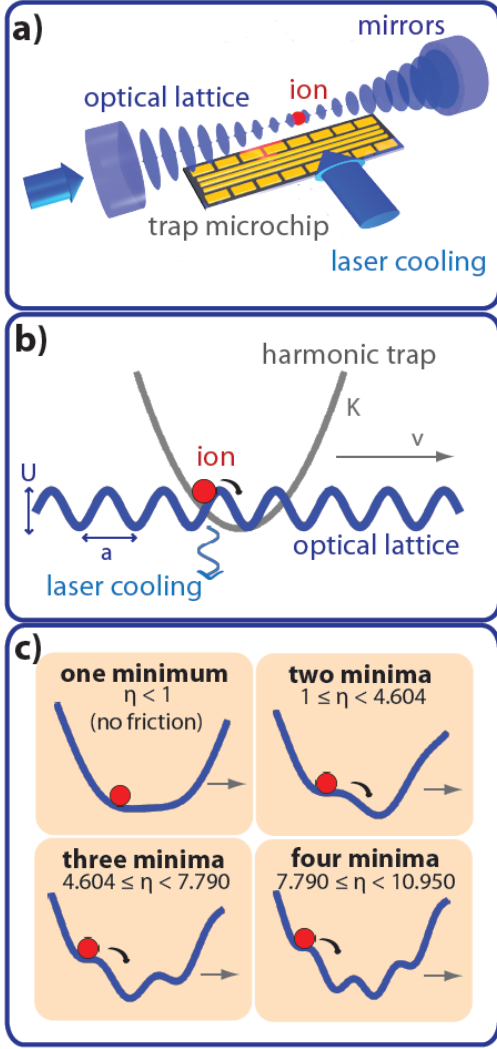 a)
mirrors
optical lattice
ion
trap microchip
laser cooling
b)
harmonic trap
K
v
ion
U
a
optical lattice
laser cooling
c)
one minimum
η < 1
(no friction)
two minima
1 ≤ η < 4.604
three minima
4.604 ≤ η < 7.790
four minima
7.790 ≤ η < 10.950